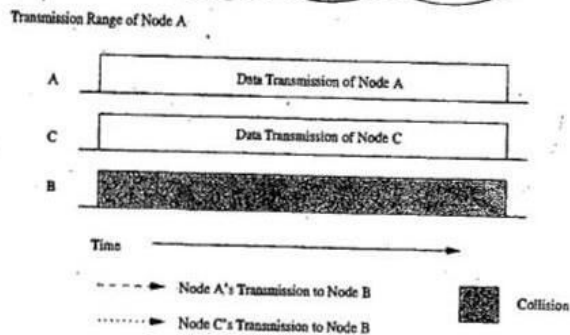 Transmission Range of Node A
A
Data Transmission of Node A
C
Data Transmission of Node C
B
Time
Node A's Transmission to Node B
Collision
Node C's Transmission to Node B